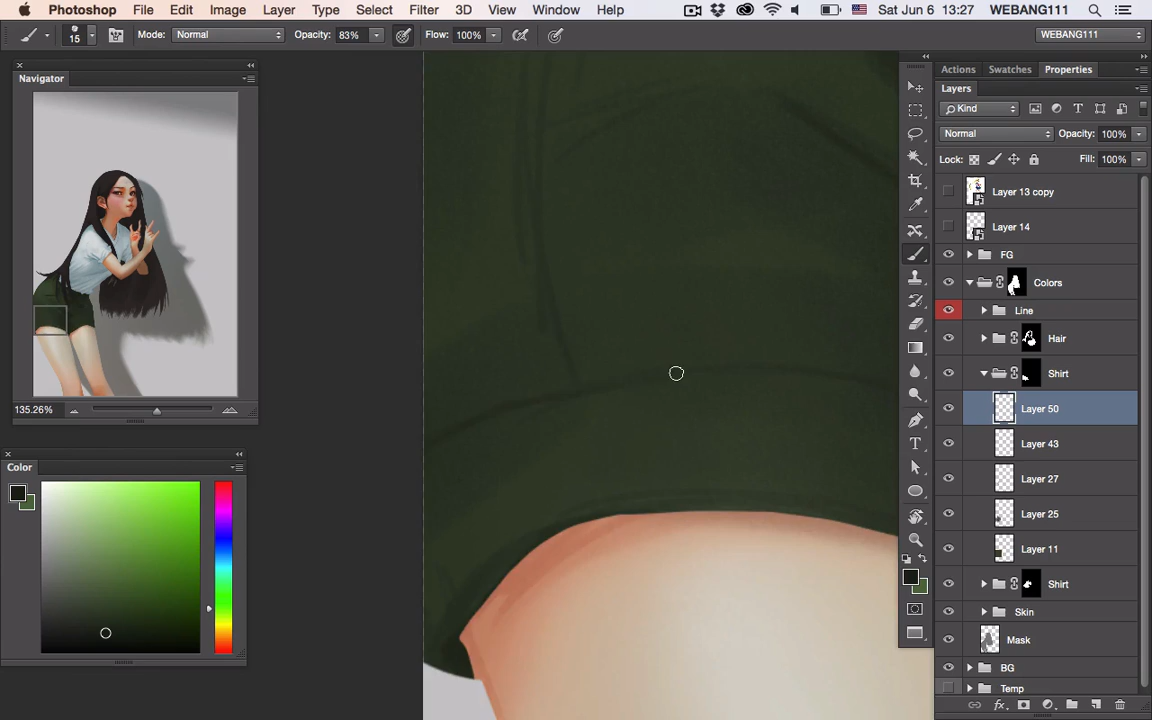 Photoshop File Edit Image Layer Type Select Filter 3D View Window Help Sat Jun 6 13:27 WEBANG111
15 Mode: Normal Opacity: 83% Flow: 100% WEBANG111
Navigator
135.26%
Color
Actions Swatches Properties
Layers
Kind
Normal Opacity: 100%
Lock: Fill: 100%
Layer 13 copy
Layer 14
FG
Colors
Line
Hair
Shirt
Layer 50
Layer 43
Layer 27
Layer 25
Layer 11
Shirt
Skin
Mask
BG
Temp